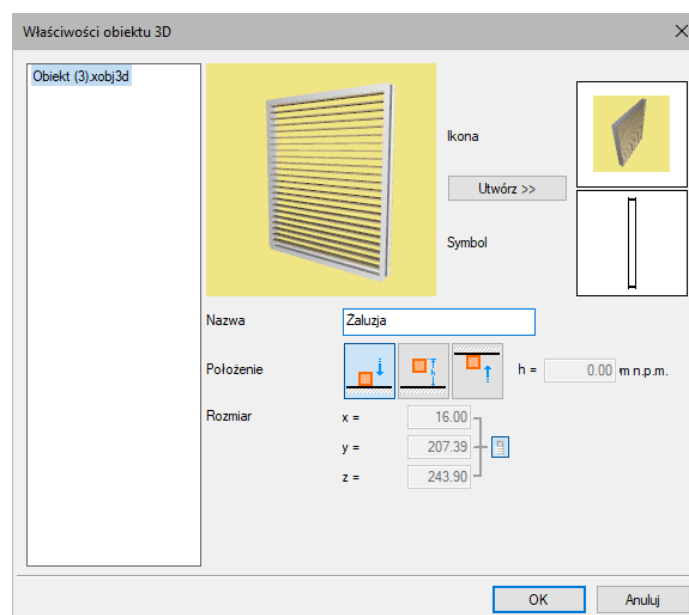 Właściwości obiektu 3D
Obiekt (3).xobj3d
Ikona
Utwórz >>
Symbol
Nazwa
Żaluzja
Położenie
h
h = 0.00 m n.p.m.
Rozmiar
x = 16.00
y = 207.39
z = 243.90
OK
Anuluj